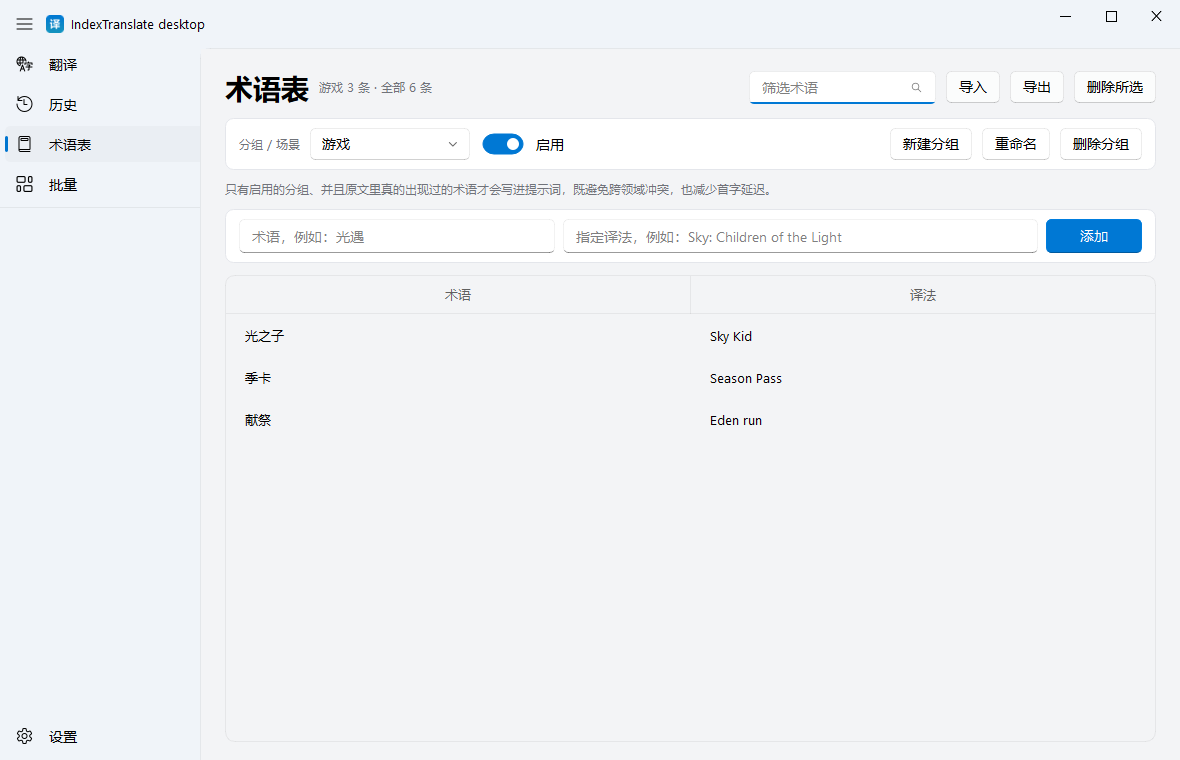 译 IndexTranslate desktop
翻译
历史
术语表
批量
设置
术语表 游戏 3 条 · 全部 6 条 筛选术语 导入 导出 删除所选
分组 / 场景 游戏 启用 新建分组 重命名 删除分组
只有启用的分组、并且原文里真的出现过的术语才会写进提示词，既避免跨领域冲突，也减少首字延迟。
术语，例如：光遇 指定译法，例如：Sky: Children of the Light 添加
术语 译法
光之子 Sky Kid
季卡 Season Pass
献祭 Eden run